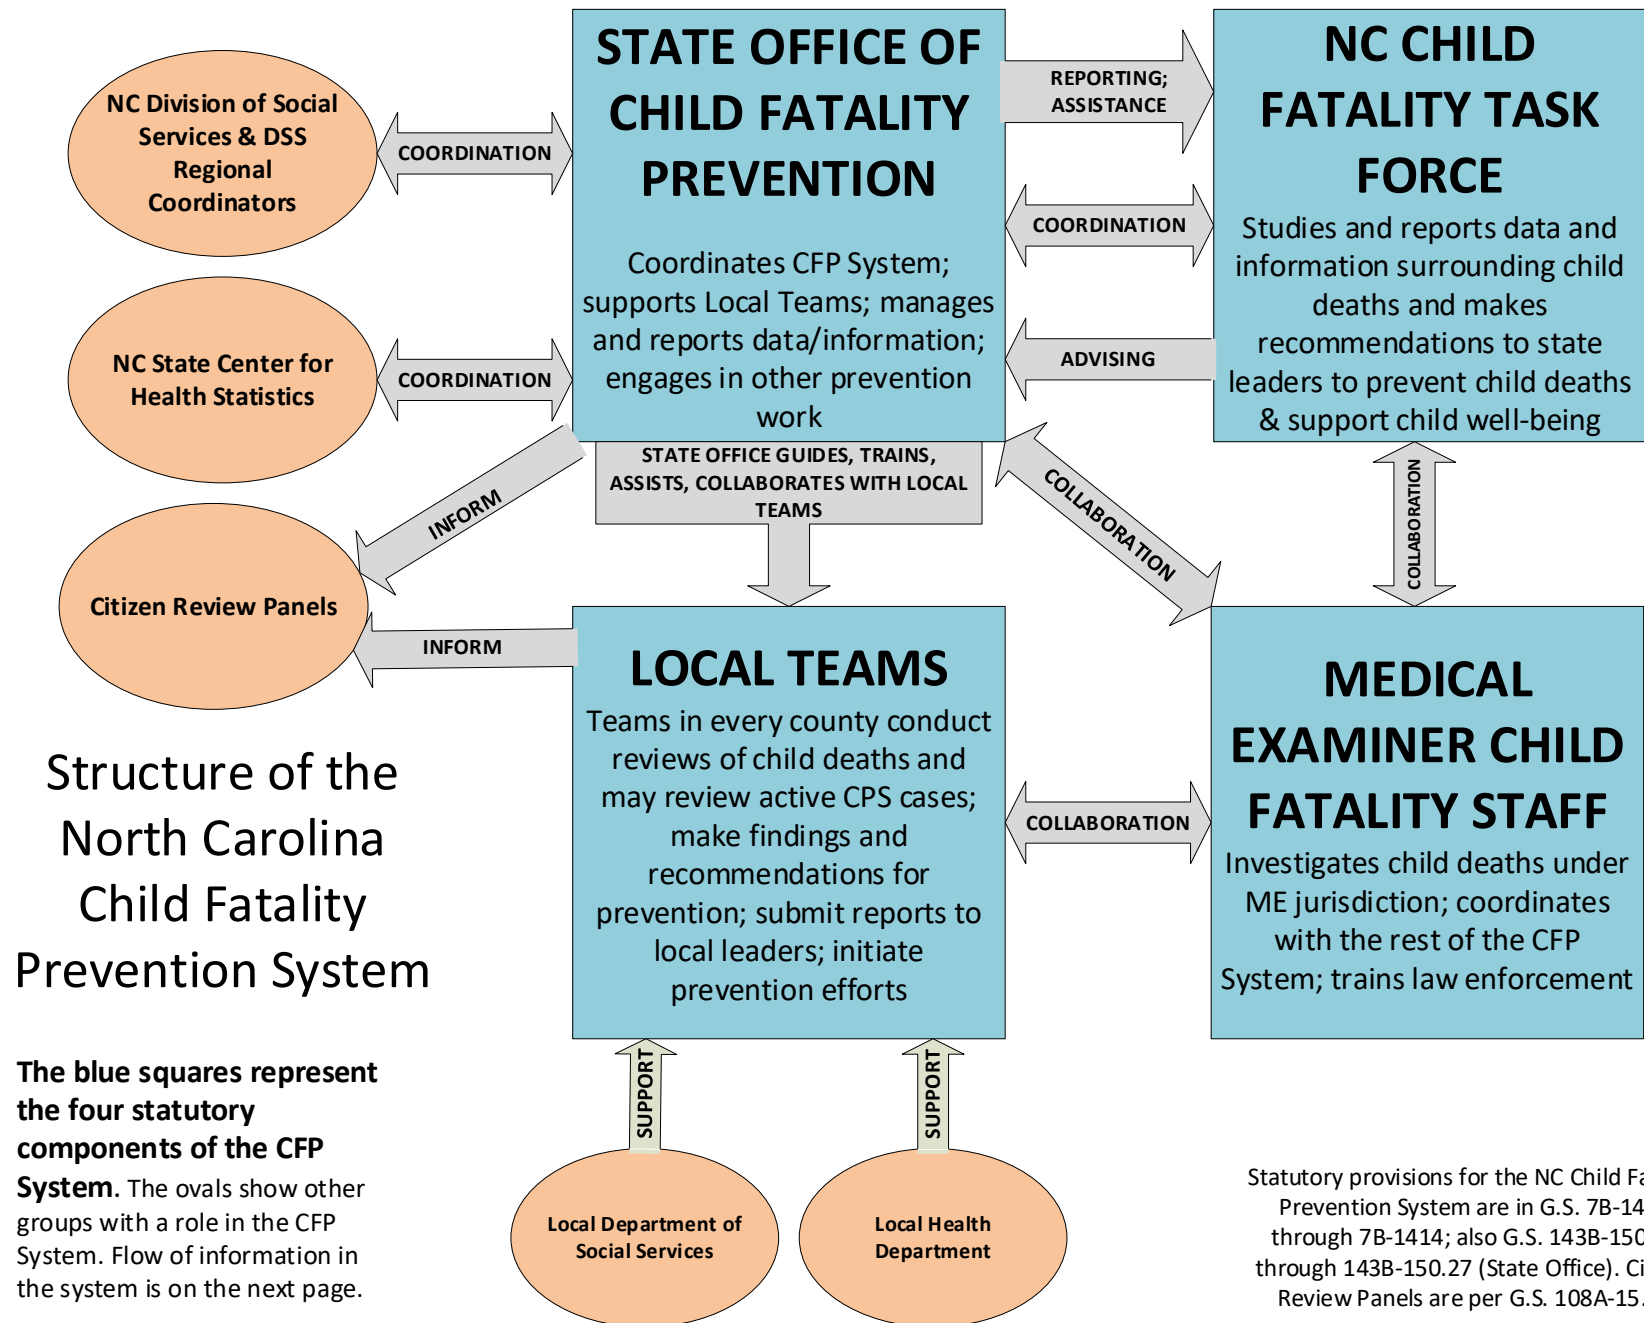 STATE OFFICE OF
CHILD FATALITY
PREVENTION
Coordinates CFP System;
supports Local Teams; manages
and reports data/information;
engages in other prevention
work
REPORTING;
ASSISTANCE
COORDINATION
ADVISING
NC CHILD
FATALITY TASK
FORCE
Studies and reports data and
information surrounding child
deaths and makes
recommendations to state
leaders to prevent child deaths
& support child well-being
NC Division of Social
Services & DSS
Regional
Coordinators
COORDINATION
NC State Center for
Health Statistics
COORDINATION
STATE OFFICE GUIDES, TRAINS,
ASSISTS, COLLABORATES WITH LOCAL
TEAMS
INFORM
COLLABORATION
COLLABORATION
Citizen Review Panels
INFORM
LOCAL TEAMS
Teams in every county conduct
reviews of child deaths and
may review active CPS cases;
make findings and
recommendations for
prevention; submit reports to
local leaders; initiate
prevention efforts
COLLABORATION
MEDICAL
EXAMINER CHILD
FATALITY STAFF
Investigates child deaths under
ME jurisdiction; coordinates
with the rest of the CFP
System; trains law enforcement
Structure of the
North Carolina
Child Fatality
Prevention System
The blue squares represent
the four statutory
components of the CFP
System. The ovals show other
groups with a role in the CFP
System. Flow of information in
the system is on the next page.
SUPPORT
SUPPORT
Local Department of
Social Services
Local Health
Department
Statutory provisions for the NC Child
Prevention System are in G.S.
through 7B-1414; also G.S.
through 143B-150.27 (State Office).
Review Panels are per G.S.